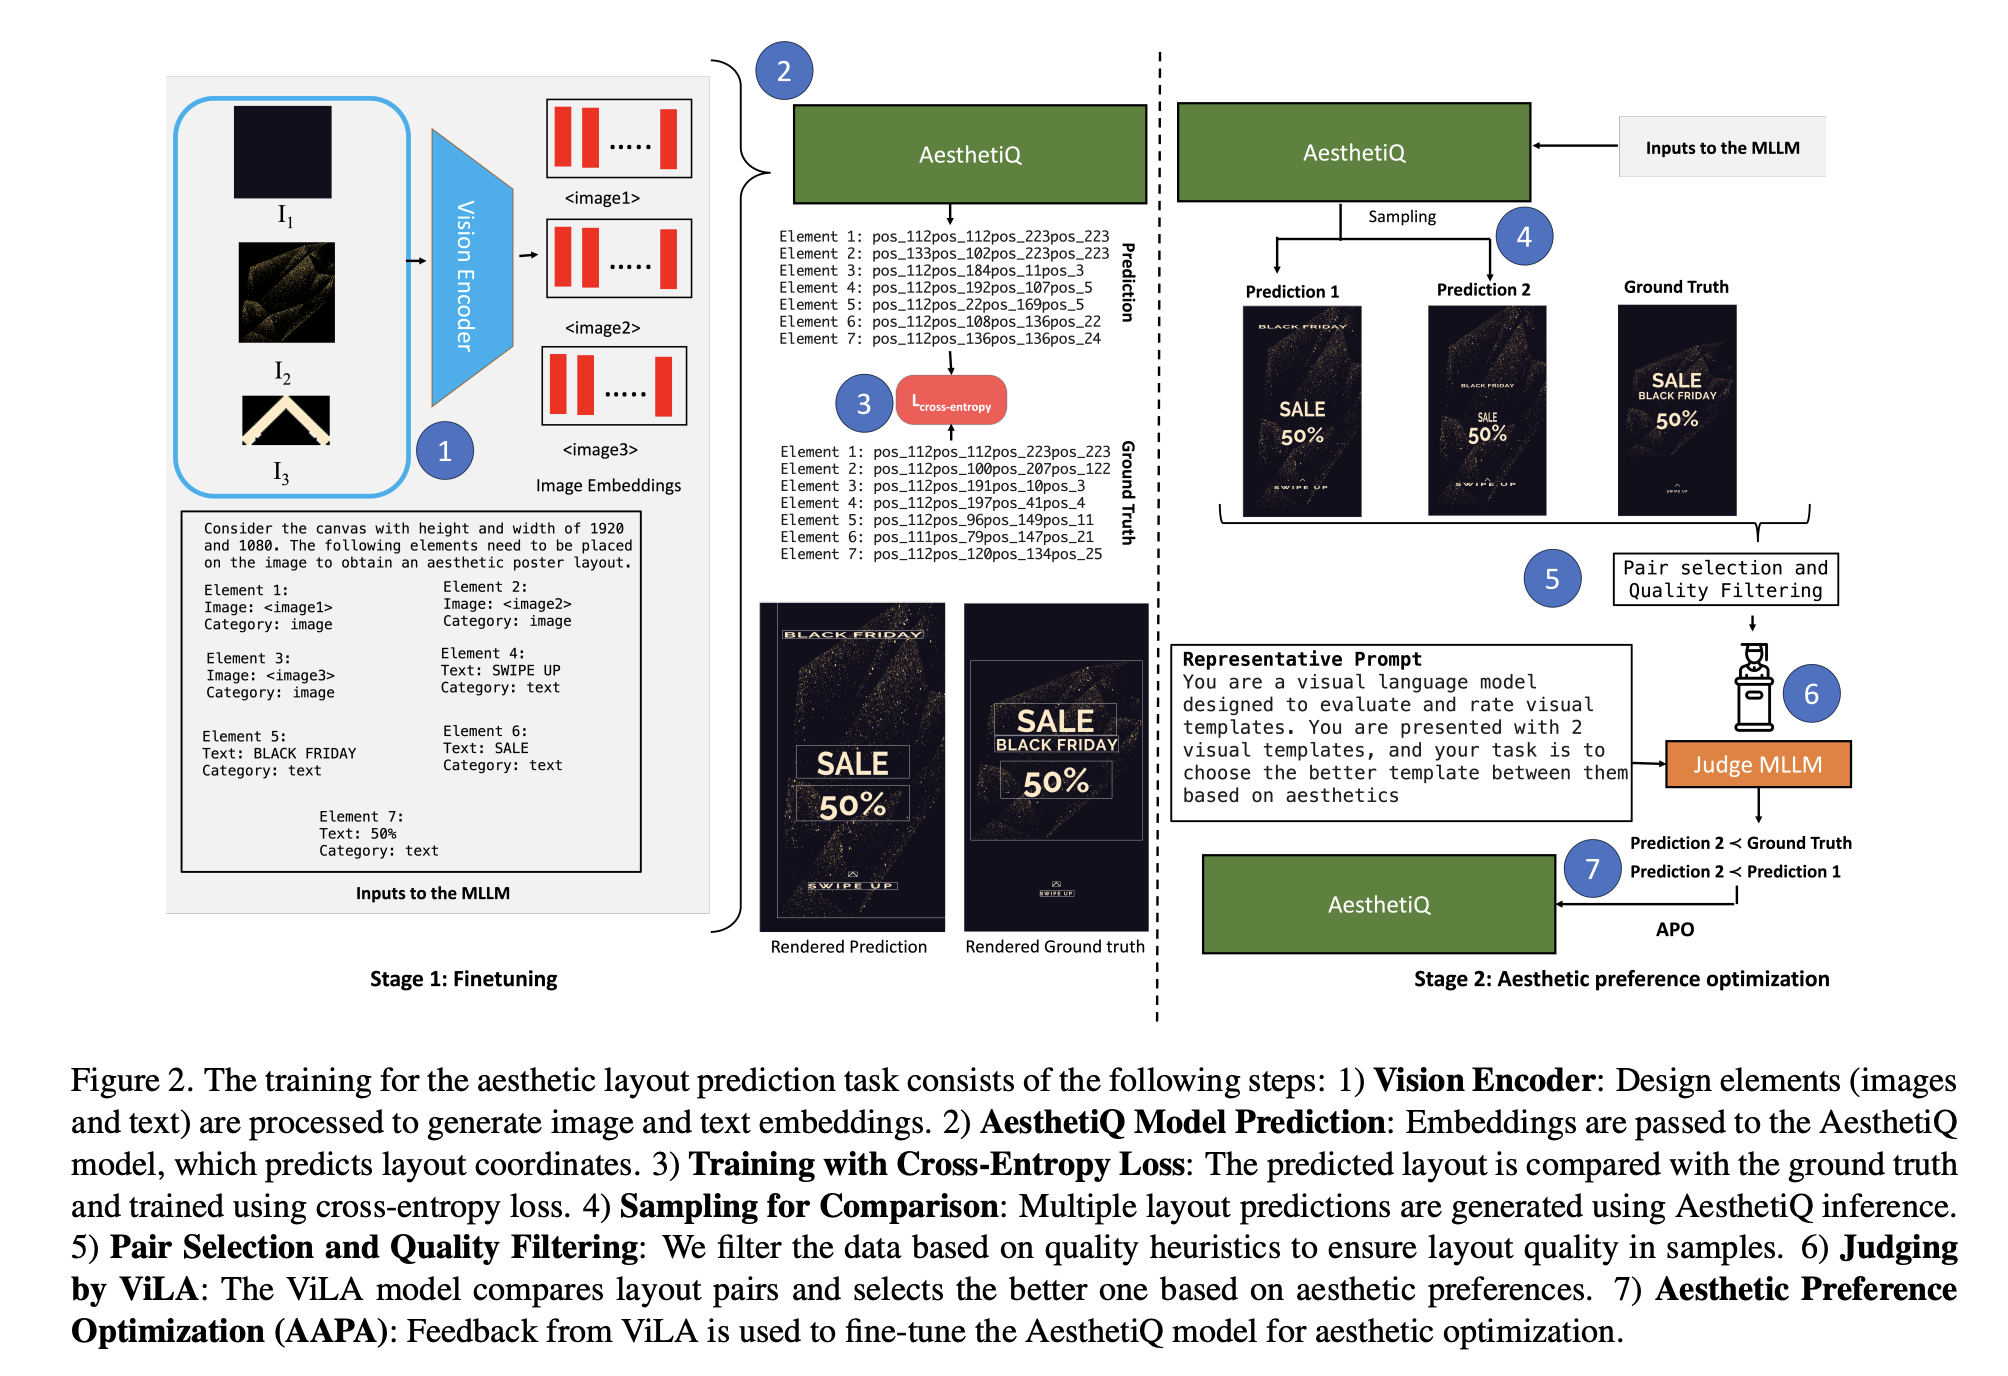 I1
I2
I3
1
Vision Encoder
<image1>
<image2>
<image3>
Image Embeddings
Consider the canvas with height and width of 1920
and 1080. The following elements need to be placed
on the image to obtain an aesthetic poster layout.
Element 1:
Image: <image1>
Category: image
Element 2:
Image: <image2>
Category: image
Element 3:
Image: <image3>
Category: image
Element 4:
Text: SWIPE UP
Category: text
Element 5:
Text: BLACK FRIDAY
Category: text
Element 6:
Text: SALE
Category: text
Element 7:
Text: 50%
Category: text
Inputs to the MLLM
Stage 1: Finetuning
2
AesthetiQ
Element 1: pos_112pos_112pos_223pos_223
Element 2: pos_133pos_102pos_223pos_223
Element 3: pos_112pos_184pos_11pos_3
Element 4: pos_112pos_192pos_107pos_5
Element 5: pos_112pos_22pos_169pos_5
Element 6: pos_112pos_108pos_136pos_22
Element 7: pos_112pos_136pos_136pos_24
Prediction
3
Lcross-entropy
Element 1: pos_112pos_112pos_223pos_223
Element 2: pos_112pos_100pos_207pos_122
Element 3: pos_112pos_191pos_10pos_3
Element 4: pos_112pos_197pos_41pos_4
Element 5: pos_112pos_96pos_149pos_11
Element 6: pos_111pos_79pos_147pos_21
Element 7: pos_112pos_120pos_134pos_25
Ground Truth
BLACK FRIDAY
SALE
50%
SWIPE UP
Rendered Prediction
SALE
BLACK FRIDAY
50%
SWIPE UP
Rendered Ground truth
AesthetiQ
Inputs to the MLLM
Sampling
4
Prediction 1
BLACK FRIDAY
SALE
50%
SWIPE UP
Prediction 2
BLACK FRIDAY
SALE
50%
SWIPE UP
Ground Truth
SALE
BLACK FRIDAY
50%
SWIPE UP
5
Pair selection and
Quality Filtering
6
Representative Prompt
You are a visual language model
designed to evaluate and rate visual
templates. You are presented with 2
visual templates, and your task is to
choose the better template between them
based on aesthetics
Judge MLLM
Prediction 2 ≺ Ground Truth
Prediction 2 ≺ Prediction 1
7
AesthetiQ
APO
Stage 2: Aesthetic preference optimization
Figure 2. The training for the aesthetic layout prediction task consists of the following steps: 1) Vision Encoder: Design elements (images
and text) are processed to generate image and text embeddings. 2) AesthetiQ Model Prediction: Embeddings are passed to the AesthetiQ
model, which predicts layout coordinates. 3) Training with Cross-Entropy Loss: The predicted layout is compared with the ground truth
and trained using cross-entropy loss. 4) Sampling for Comparison: Multiple layout predictions are generated using AesthetiQ inference.
5) Pair Selection and Quality Filtering: We filter the data based on quality heuristics to ensure layout quality in samples. 6) Judging
by ViLA: The ViLA model compares layout pairs and selects the better one based on aesthetic preferences. 7) Aesthetic Preference
Optimization (AAPA): Feedback from ViLA is used to fine-tune the AesthetiQ model for aesthetic optimization.